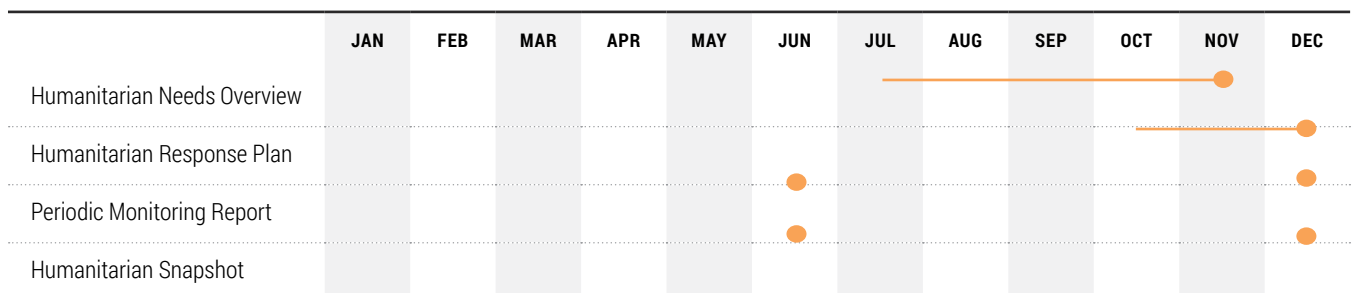 JAN FEB MAR APR MAY JUN JUL AUG SEP OCT NOV DEC
Humanitarian Needs Overview
Humanitarian Response Plan
Periodic Monitoring Report
Humanitarian Snapshot